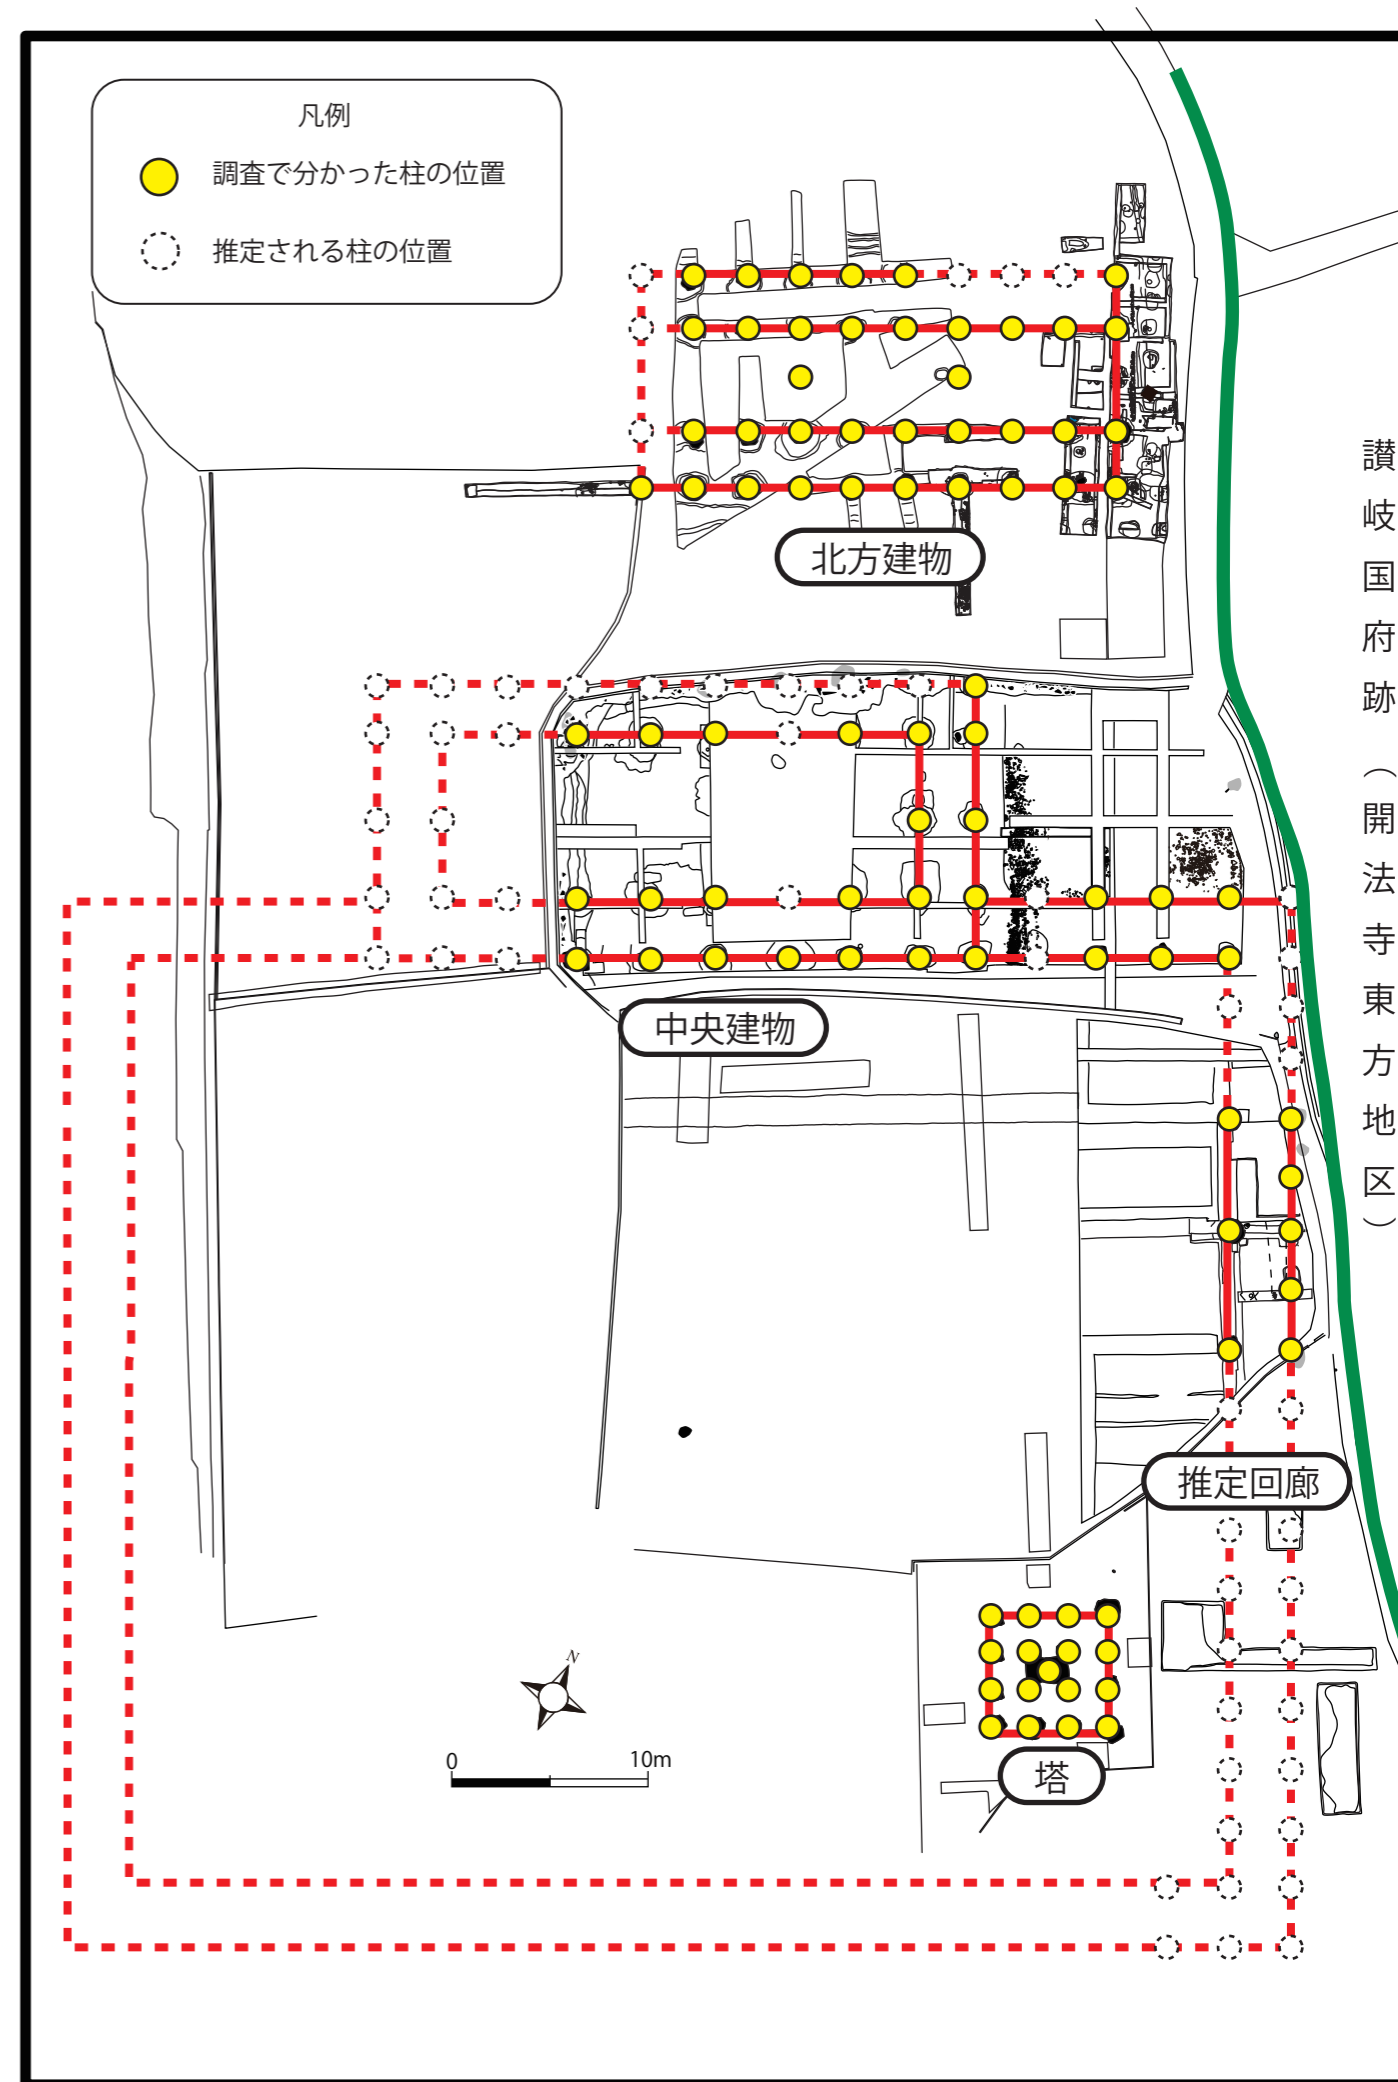 凡例
調査で分かった柱の位置
推定される柱の位置
北方建物
讃岐国府跡（開法寺東方地区）
中央建物
推定回廊
N
0 10m
塔